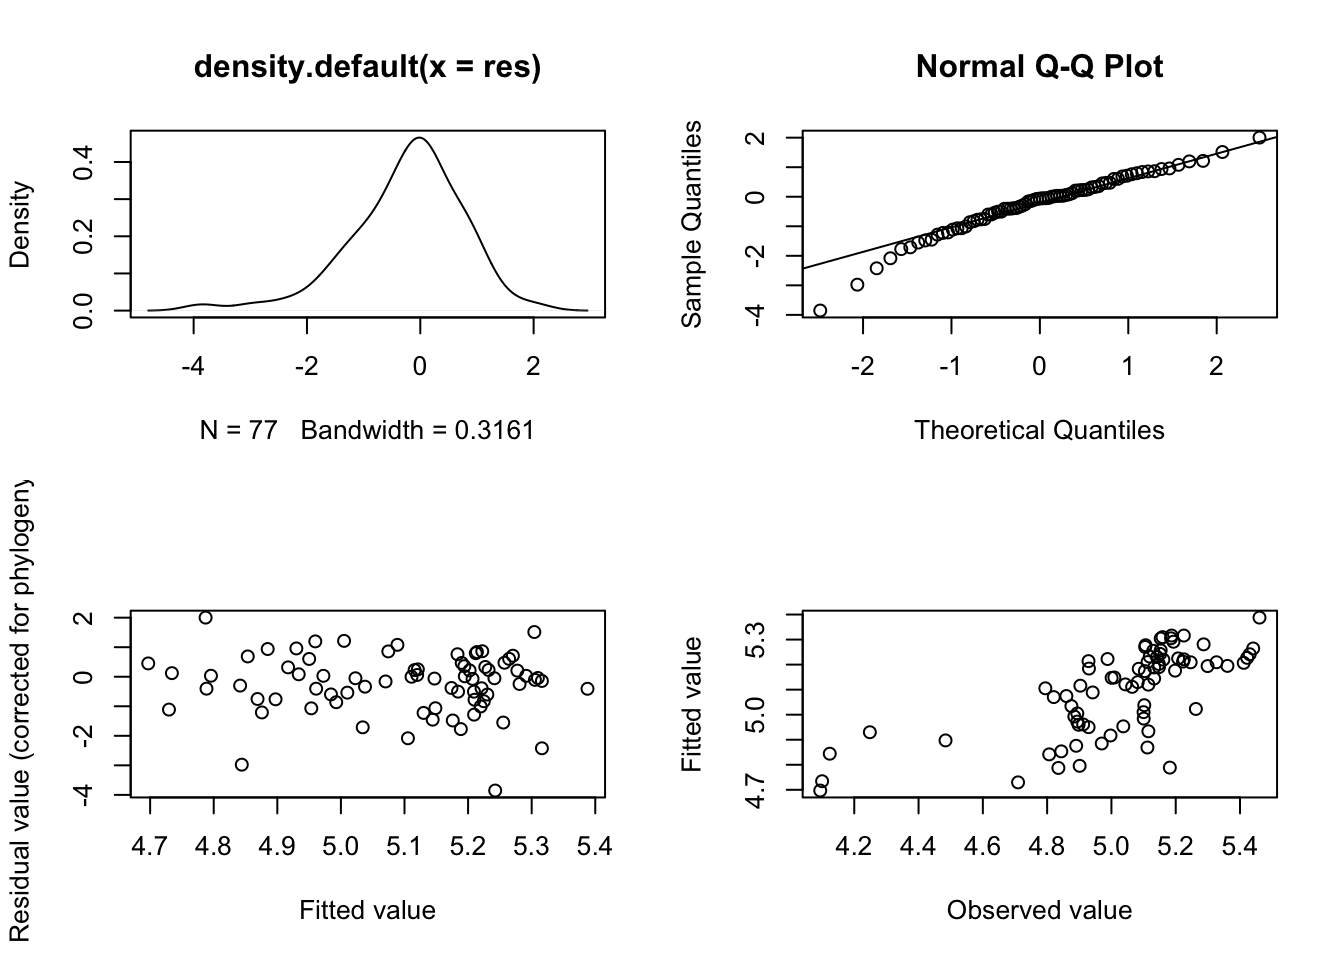 density.default(x = res)
Density
0.0 0.2 0.4
-4 -2 0 2
N = 77 Bandwidth = 0.3161
Normal Q-Q Plot
Sample Quantiles
-4 -2 0 2
-2 -1 0 1 2
Theoretical Quantiles
Residual value (corrected for phylogeny
-4 -2 0 2
4.7 4.8 4.9 5.0 5.1 5.2 5.3 5.4
Fitted value
Fitted value
4.7 5.0 5.3
4.2 4.4 4.6 4.8 5.0 5.2 5.4
Observed value